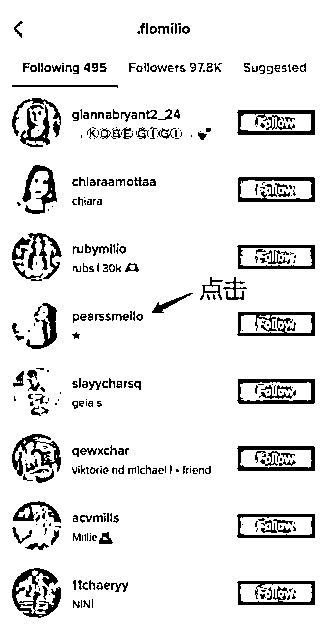 .flomilio
Following 495 Followers 97.8K Suggested
giannabryant2_24
Follow
. ⓀⓄⒷⒺ ⒼⒾⒼⒾ .
chiaraamottaa
Follow
chiara
rubymilio
Follow
rubs | 30k
点击
pearssmello
Follow
★
slayycharsq
Follow
geia s
qewxchar
Follow
viktorie nd michael ! • friend
acvmills
Follow
Millie
1tchaeryy
Follow
NINI